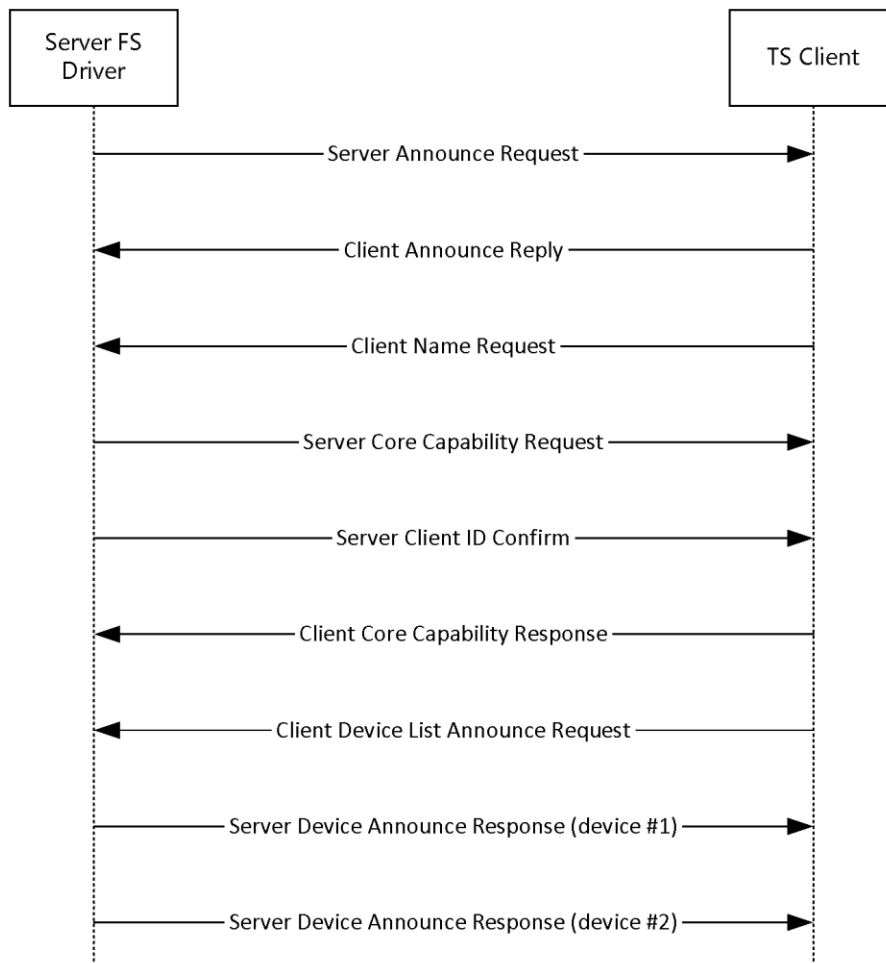 Server FS
Driver
TS Client
Server Announce Request
Client Announce Reply
Client Name Request
Server Core Capability Request
Server Client ID Confirm
Client Core Capability Response
Client Device List Announce Request
Server Device Announce Response (device #1)
Server Device Announce Response (device #2)